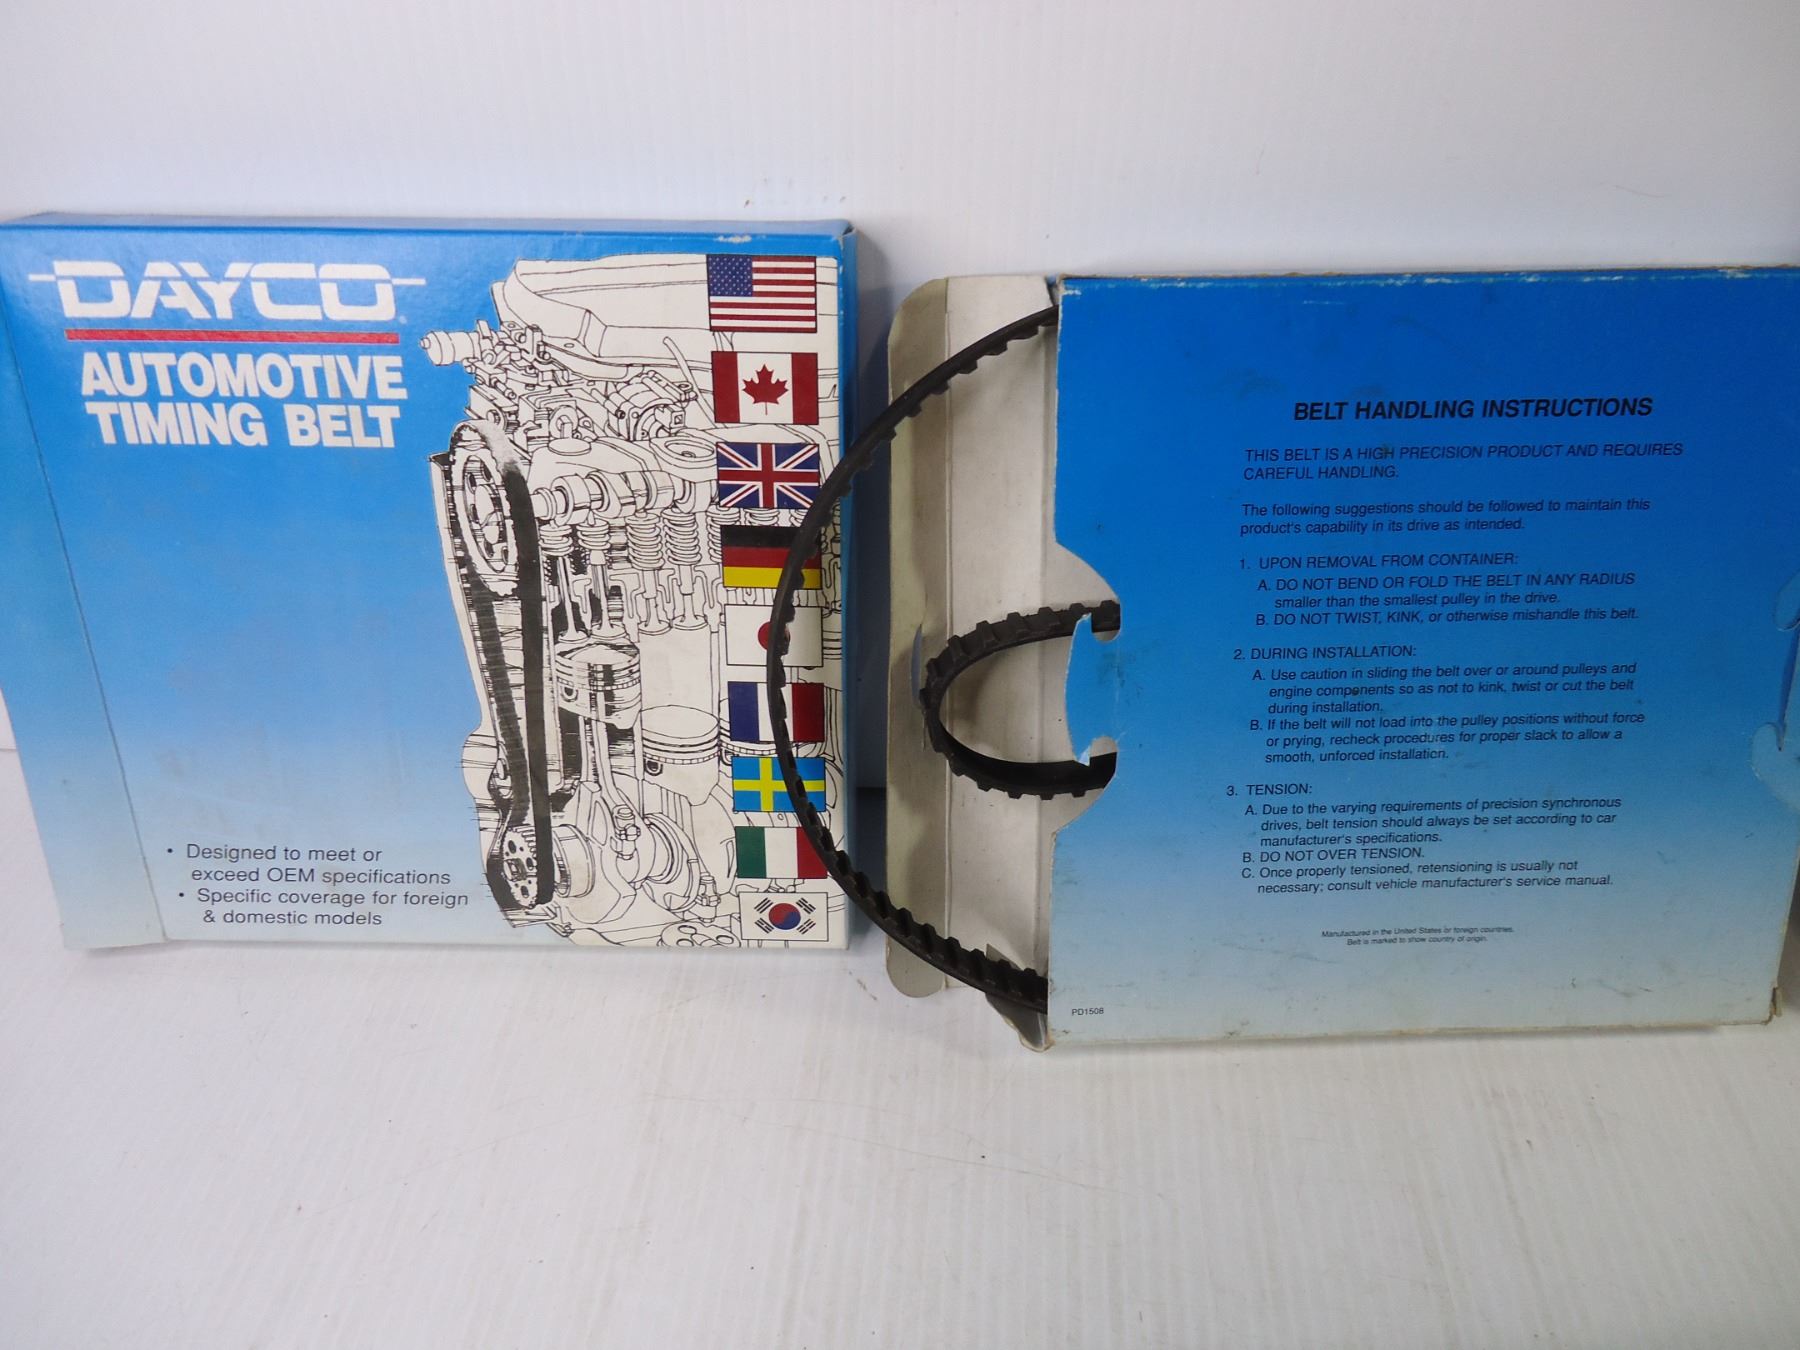 DAYCO®
AUTOMOTIVE
TIMING BELT
• Designed to meet or
exceed OEM specifications
• Specific coverage for foreign
& domestic models
BELT HANDLING INSTRUCTIONS
THIS BELT IS A HIGH PRECISION PRODUCT AND REQUIRES
CAREFUL HANDLING.
The following suggestions should be followed to maintain this
product's capability in its drive as intended.
1. UPON REMOVAL FROM CONTAINER:
A. DO NOT BEND OR FOLD THE BELT IN ANY RADIUS
smaller than the smallest pulley in the drive.
B. DO NOT TWIST, KINK, or otherwise mishandle this belt.
2. DURING INSTALLATION:
A. Use caution in sliding the belt over or around pulleys and
engine components so as not to kink, twist or cut the belt
during installation.
B. If the belt will not load into the pulley positions without force
or prying, recheck procedures for proper slack to allow a
smooth, unforced installation.
3. TENSION:
A. Due to the varying requirements of precision synchronous
drives, belt tension should always be set according to car
manufacturer's specifications.
B. DO NOT OVER TENSION.
C. Once properly tensioned, retensioning is usually not
necessary; consult vehicle manufacturer's service manual.
Manufactured in the United States or foreign countries.
Belt is marked to show country of origin.
PD1508